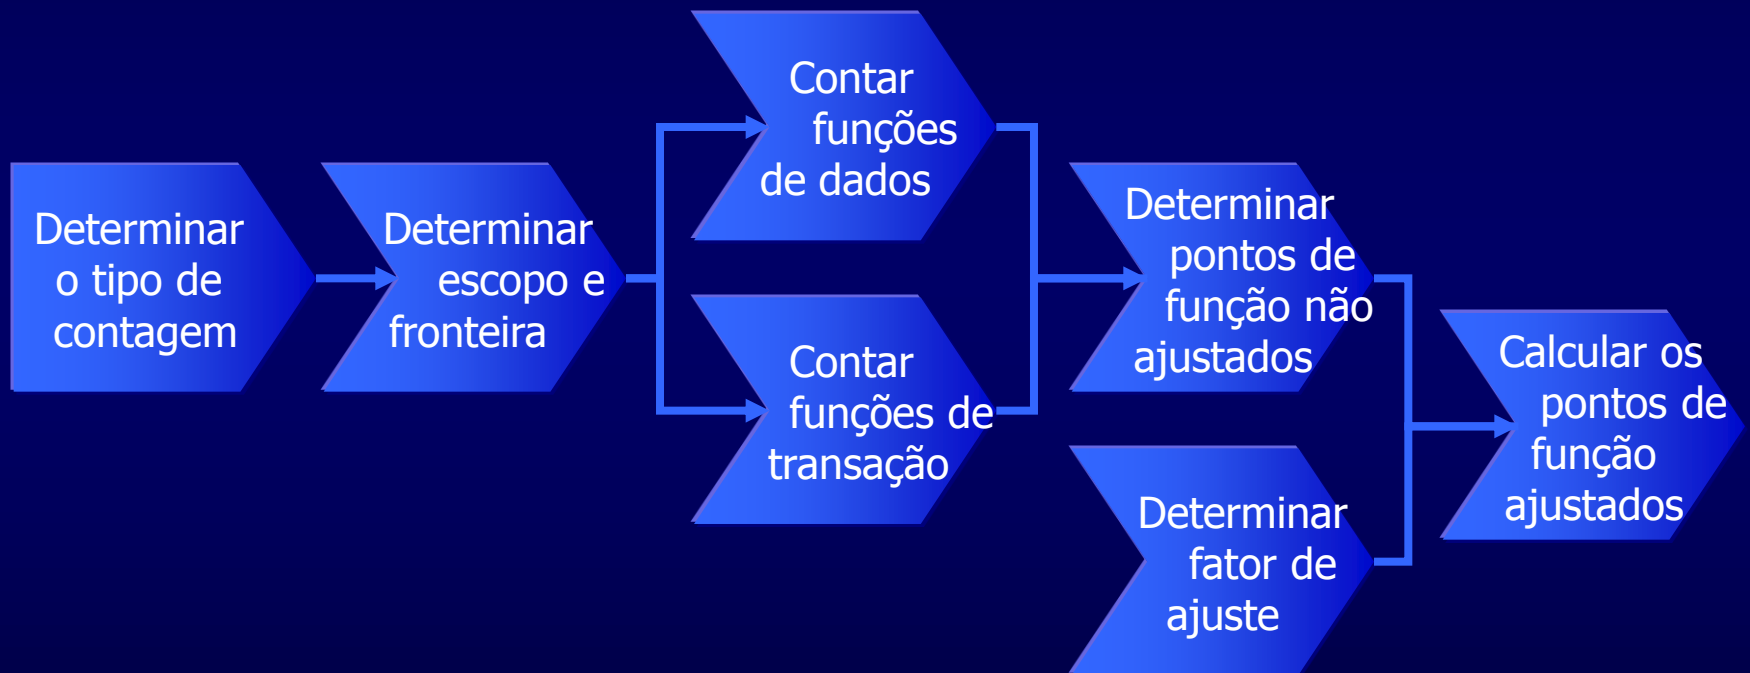 Determinar
o tipo de
contagem
Determinar
escopo e
fronteira
Contar
funções
de dados
Contar
funções de
transação
Determinar
pontos de
função não
ajustados
Determinar
fator de
ajuste
Calcular os
pontos de
função
ajustados